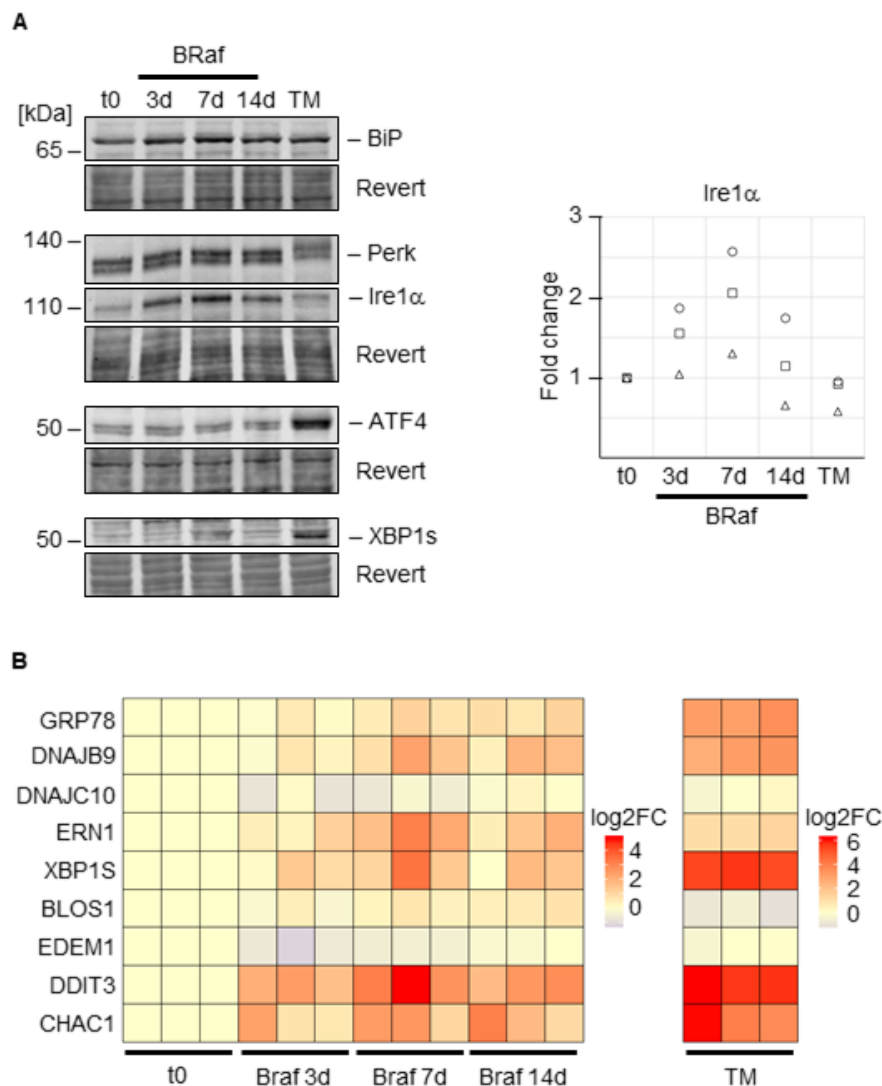 A
BRaf
[kDa] t0 3d 7d 14d TM
65 – – BiP
Revert
140 – – Perk
110 – – Ire1α
Revert
50 – – ATF4
Revert
50 – – XBP1s
Revert
Ire1α
Fold change
3
2
1
t0 3d 7d 14d TM
BRaf
B
GRP78
DNAJB9
DNAJC10
ERN1
XBP1S
BLOS1
EDEM1
DDIT3
CHAC1
t0 Braf 3d Braf 7d Braf 14d
log2FC
4
2
0
TM
log2FC
6
4
2
0